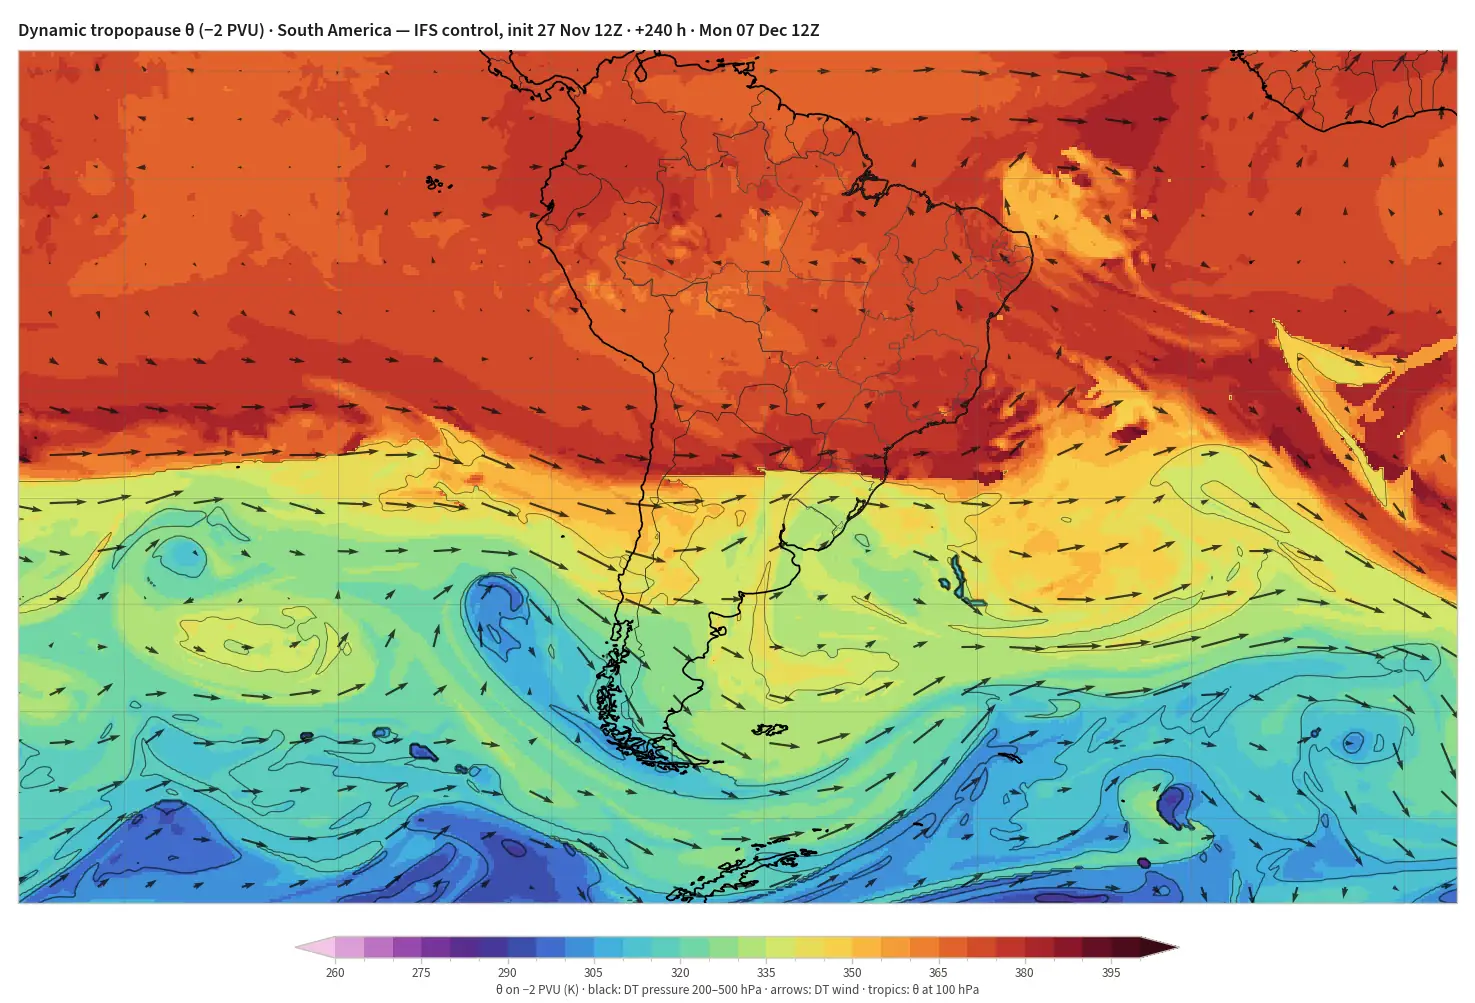 Dynamic tropopause θ (−2 PVU) · South America — IFS control, init 27 Nov 12Z · +240 h · Mon 07 Dec 12Z
260 275 290 305 320 335 350 365 380 395
θ on −2 PVU (K) · black: DT pressure 200–500 hPa · arrows: DT wind · tropics: θ at 100 hPa